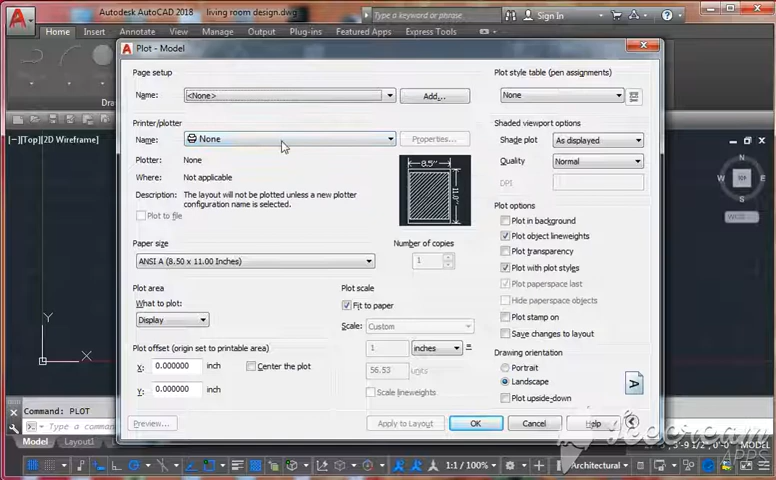 Autodesk AutoCAD 2018 living room design.dwg
Type a keyword or phrase
Sign In
Home Insert Annotate View Manage Output Plug-ins Featured Apps Express Tools
Plot - Model
Page setup
Name: <None> Add...
Plot style table (pen assignments)
None
Printer/plotter
Name: None Properties...
Plotter: None
Where: Not applicable
Description: The layout will not be plotted unless a new plotter
configuration name is selected.
Plot to file
8.5''
11.0''
Shaded viewport options
Shade plot As displayed
Quality Normal
DPI
Paper size
ANSI A (8.50 x 11.00 Inches)
Number of copies
1
Plot options
Plot in background
Plot object lineweights
Plot transparency
Plot with plot styles
Plot paperspace last
Hide paperspace objects
Plot stamp on
Save changes to layout
Plot area
What to plot:
Display
Plot scale
Fit to paper
Scale: Custom
1 inches =
56.53 units
Scale lineweights
Plot offset (origin set to printable area)
X: 0.000000 inch Center the plot
Y: 0.000000 inch
Drawing orientation
Portrait
Landscape
Plot upside-down
A
Preview... Apply to Layout OK Cancel Help
[−][Top][2D Wireframe]
N
W
E
S
TOP
WCS
Y
X
Command: PLOT
Type a command
Model Layout1
3'-9 1/2", 0'-0" MODEL
1:1 / 100% Architectural
APPS